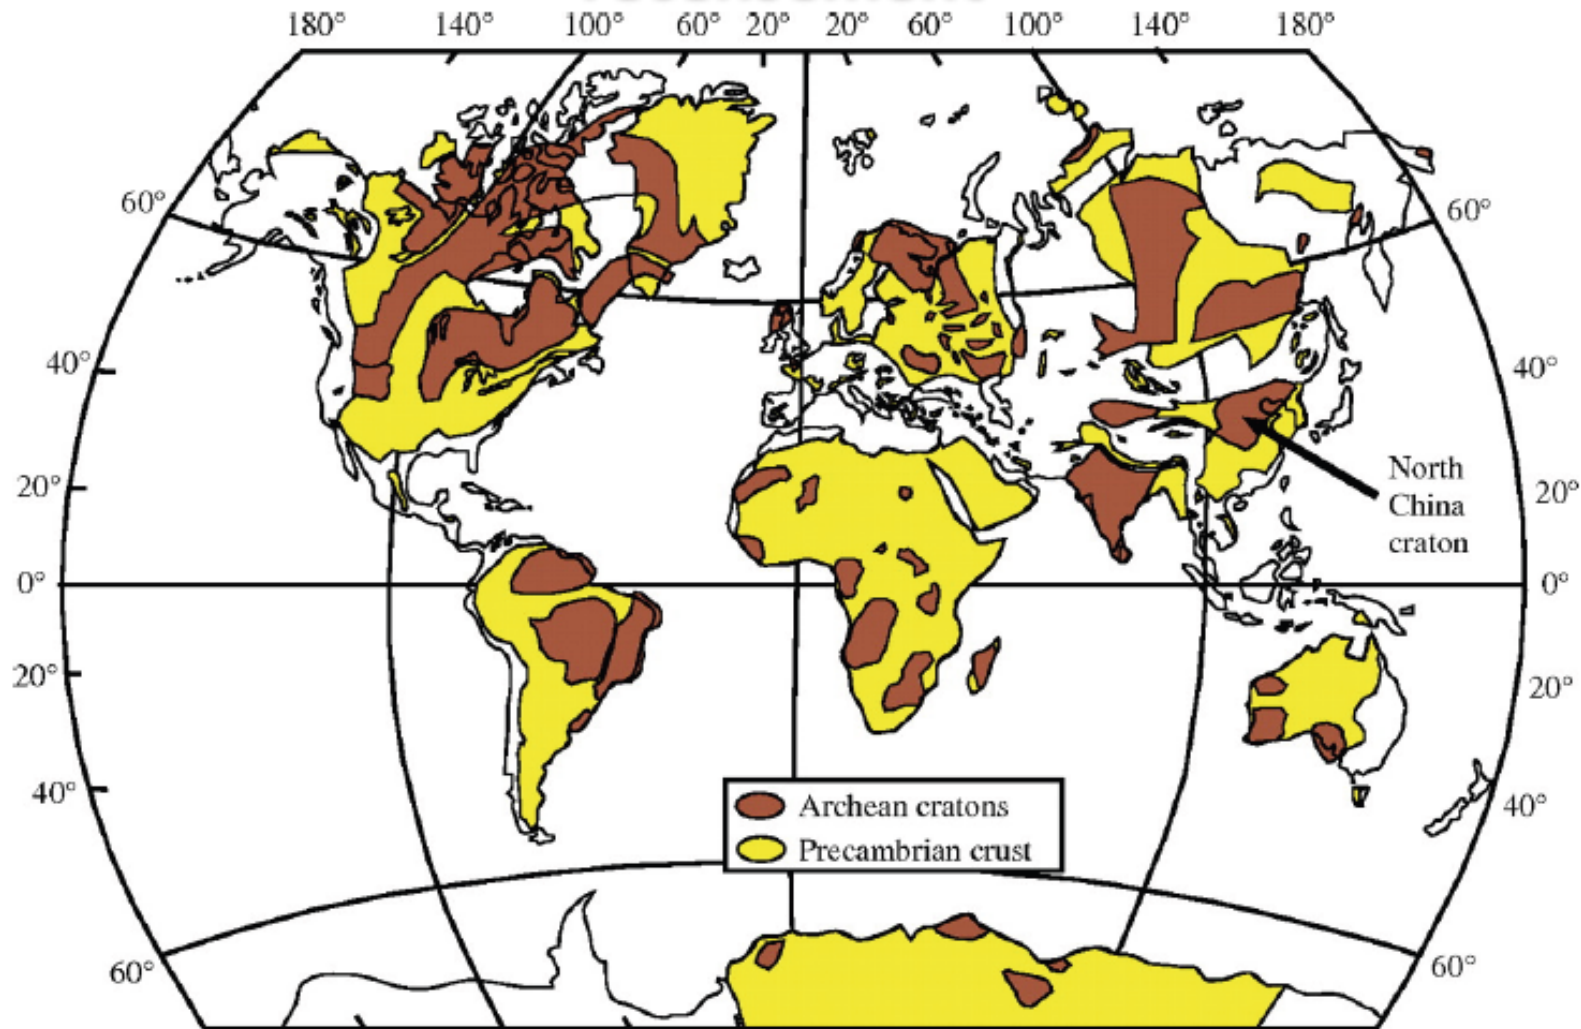 180° 140° 100° 60° 20° 20° 60° 100° 140° 180°
60° 60°
40° 40°
20° 20°
North
China
craton
0° 0°
20° 20°
40° 40°
Archean cratons
Precambrian crust
60° 60°